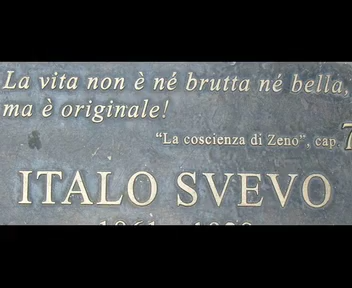 La vita non è né brutta né bella,
ma è originale!
“La coscienza di Zeno”, cap 7
ITALO SVEVO